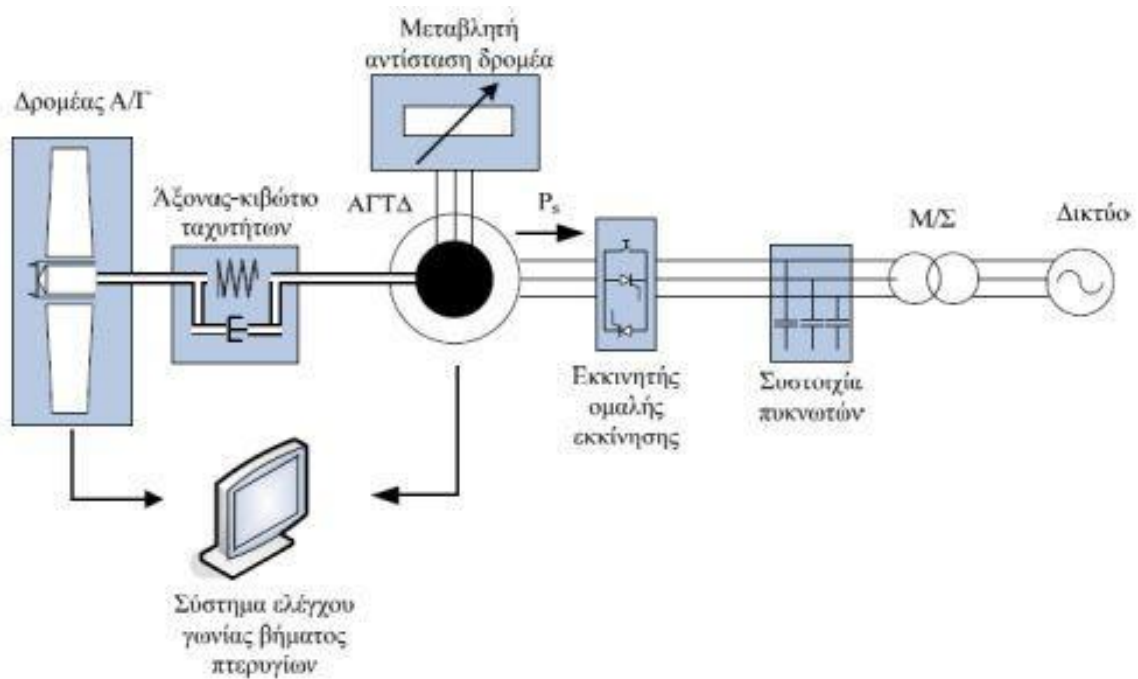 Μεταβλητή
αντίσταση δρομέα
Δρομέας Α/Γ
Άξονας-κιβώτιο
ταχυτήτων
ΑΓΤΔ
Ps
Μ/Σ
Δικτύο
Εκκινητής
ομαλής
εκκίνησης
Συστοιχία
πυκνωτών
Σύστημα ελέγχου
γωνίας βήματος
πτερυγίων